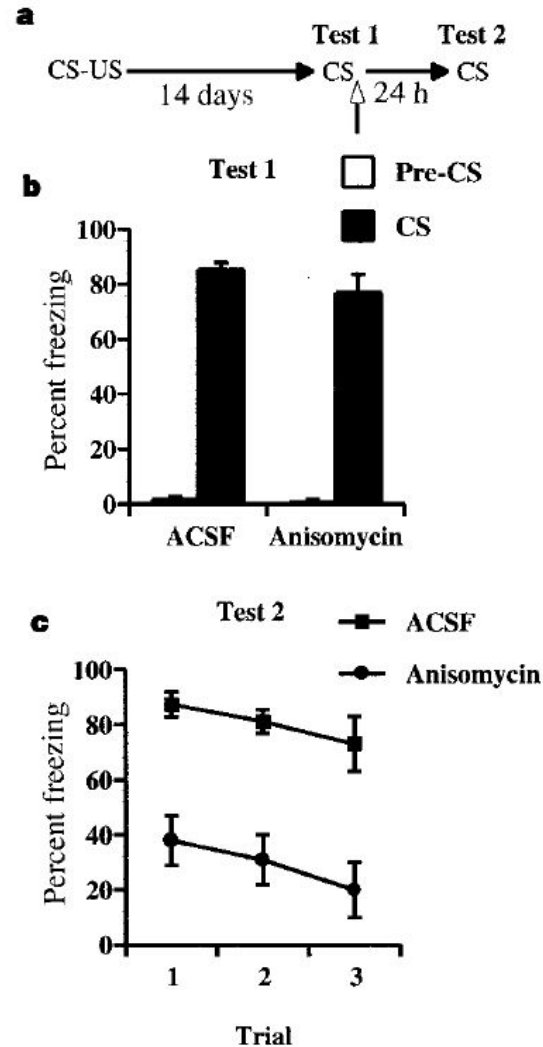 a
Test 1 Test 2
CS-US CS CS
14 days 24 h
b
Test 1
Pre-CS
CS
Percent freezing
100
80
60
40
20
0
ACSF Anisomycin
c
Test 2
ACSF
Anisomycin
Percent freezing
100
80
60
40
20
0
1 2 3
Trial